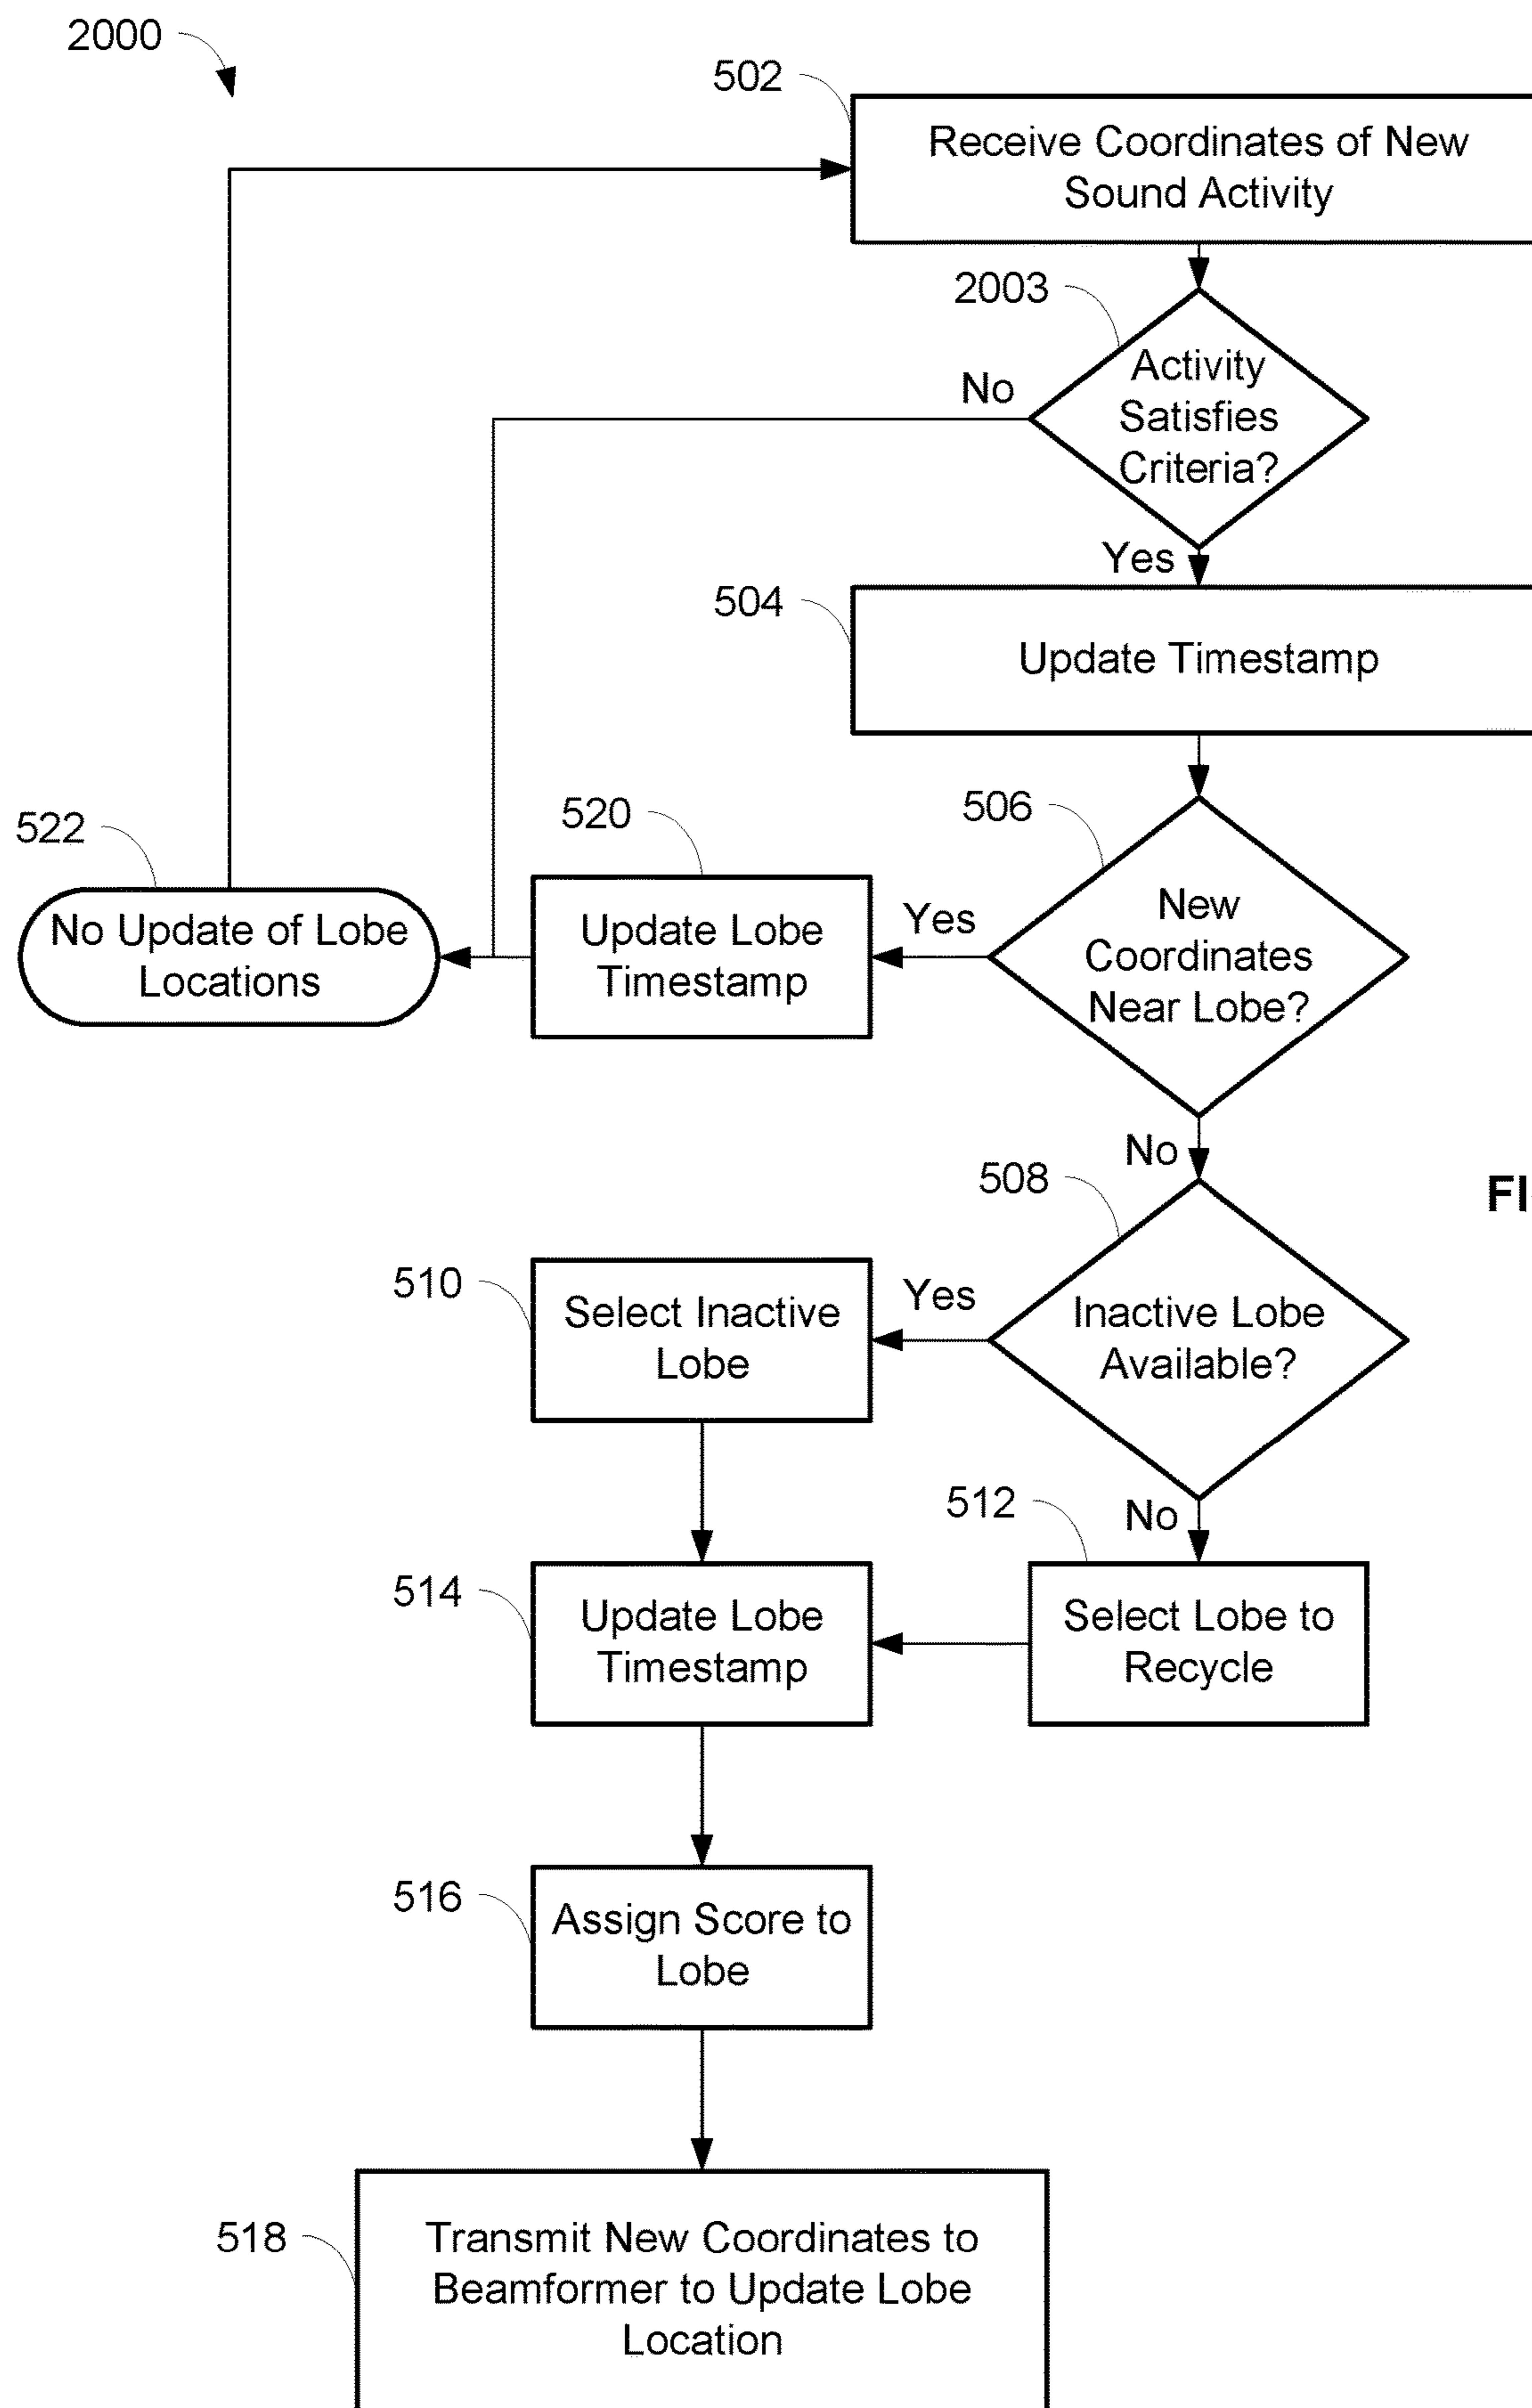 2000
502
Receive Coordinates of New
Sound Activity
2003
Activity
Satisfies
Criteria?
No
Yes
504
Update Timestamp
506
New
Coordinates
Near Lobe?
Yes
520
Update Lobe
Timestamp
522
No Update of Lobe
Locations
No
508
Inactive Lobe
Available?
Yes
510
Select Inactive
Lobe
No
512
Select Lobe to
Recycle
514
Update Lobe
Timestamp
516
Assign Score to
Lobe
518
Transmit New Coordinates to
Beamformer to Update Lobe
Location